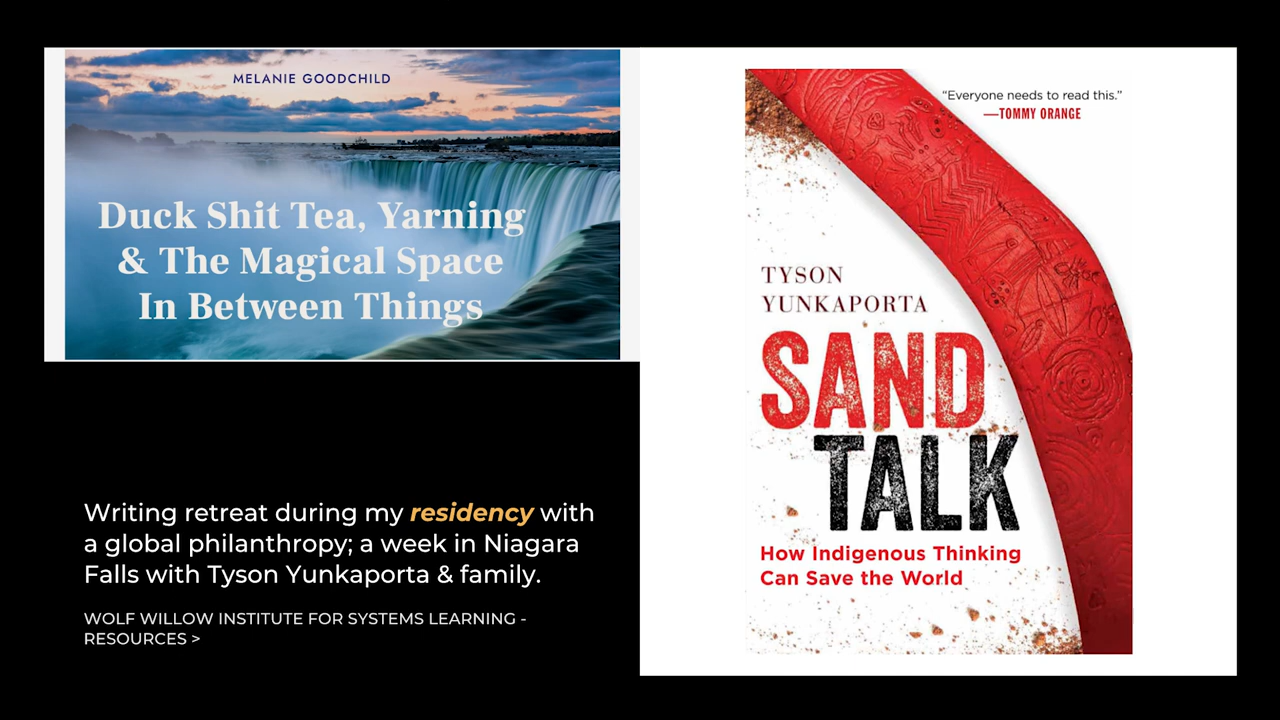 MELANIE GOODCHILD
Duck Shit Tea, Yarning
& The Magical Space
In Between Things
Writing retreat during my residency with
a global philanthropy; a week in Niagara
Falls with Tyson Yunkaporta & family.
WOLF WILLOW INSTITUTE FOR SYSTEMS LEARNING -
RESOURCES >
“Everyone needs to read this.”
—TOMMY ORANGE
TYSON
YUNKAPORTA
SAND
TALK
How Indigenous Thinking
Can Save the World